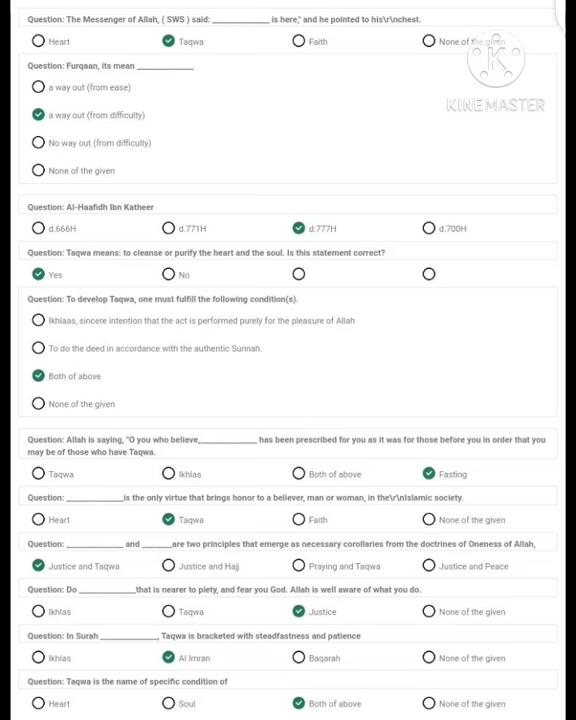 Question: The Messenger of Allah, ( SWS ) said: ______________ is here," and he pointed to his\r\nchest.
Heart Taqwa Faith None of the given
K
KINEMASTER
Question: Furqaan, its mean ______________
a way out (from ease)
a way out (from difficulty)
No way out (from difficulty)
None of the given
Question: Al-Haafidh Ibn Katheer
d.666H d.771H d.777H d.700H
Question: Taqwa means: to cleanse or purify the heart and the soul. Is this statement correct?
Yes No
Question: To develop Taqwa, one must fulfill the following condition(s).
Ikhlaas, sincere intention that the act is performed purely for the pleasure of Allah
To do the deed in accordance with the authentic Sunnah.
Both of above
None of the given
Question: Allah is saying, "O you who believe,______________ has been prescribed for you as it was for those before you in order that you
may be of those who have Taqwa.
Taqwa Ikhlas Both of above Fasting
Question: ______________is the only virtue that brings honor to a believer, man or woman, in the\r\nIslamic society.
Heart Taqwa Faith None of the given
Question: ______________ and _______are two principles that emerge as necessary corollaries from the doctrines of Oneness of Allah,
Justice and Taqwa Justice and Hajj Praying and Taqwa Justice and Peace
Question: Do ______________that is nearer to piety, and fear you God. Allah is well aware of what you do.
Ikhlas Taqwa Justice None of the given
Question: In Surah ______________, Taqwa is bracketed with steadfastness and patience
Ikhlas Al Imran Baqarah None of the given
Question: Taqwa is the name of specific condition of
Heart Soul Both of above None of the given